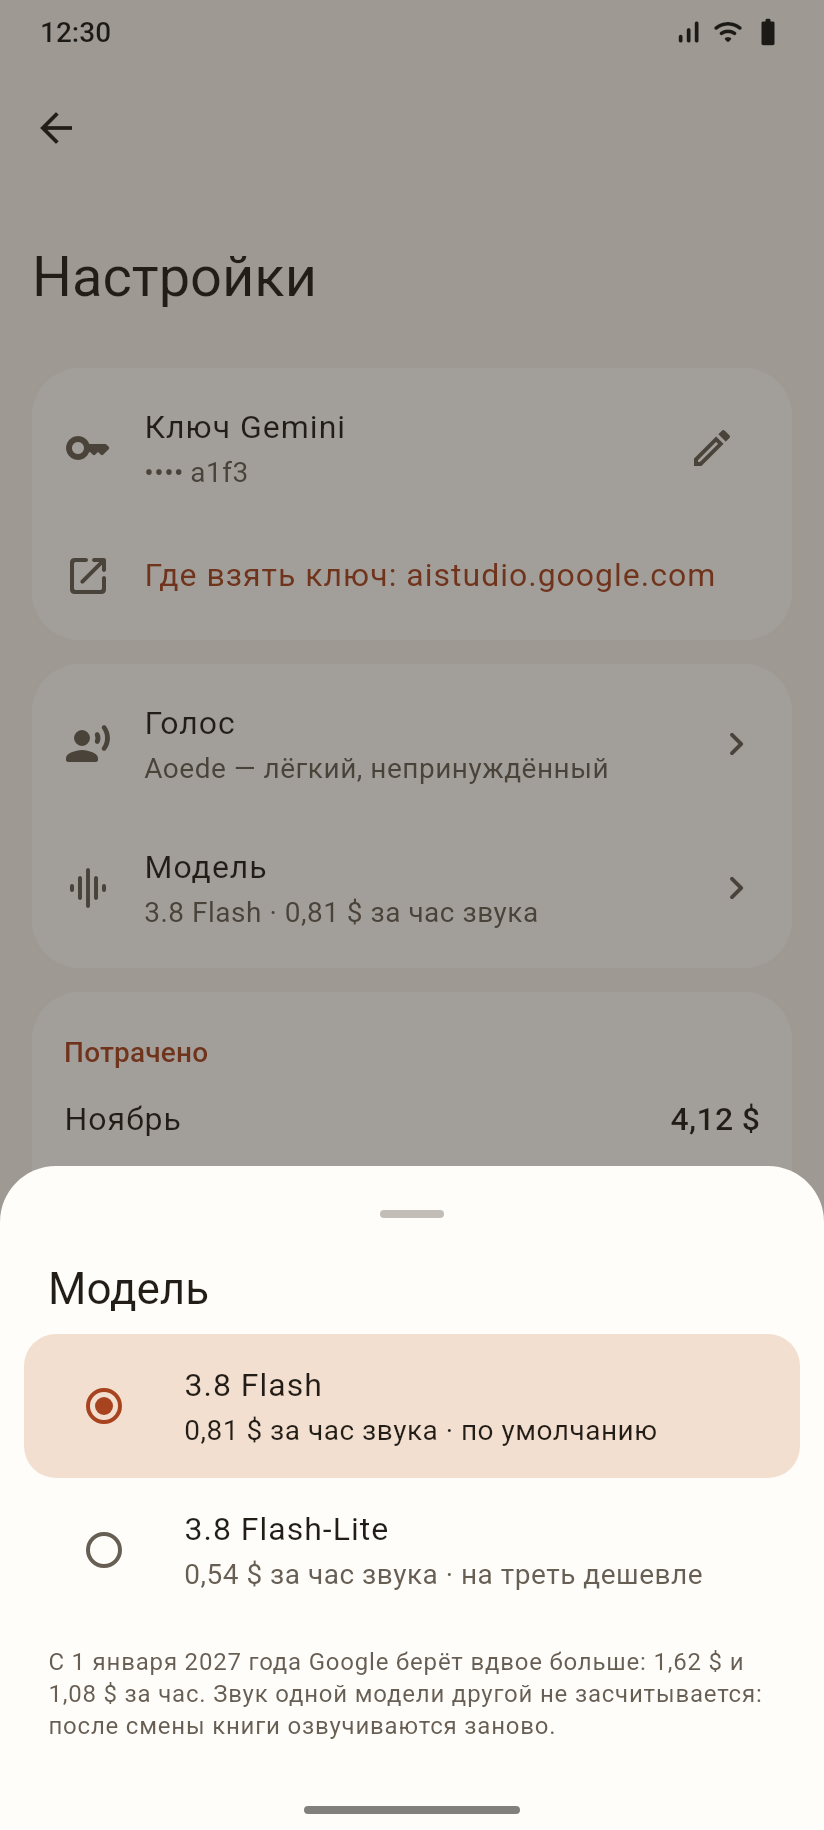 12:30
Настройки
Ключ Gemini
•••• a1f3
Где взять ключ: aistudio.google.com
Голос
Aoede — лёгкий, непринуждённый
Модель
3.8 Flash · 0,81 $ за час звука
Потрачено
Ноябрь 4,12 $
Модель
3.8 Flash
0,81 $ за час звука · по умолчанию
3.8 Flash-Lite
0,54 $ за час звука · на треть дешевле
С 1 января 2027 года Google берёт вдвое больше: 1,62 $ и
1,08 $ за час. Звук одной модели другой не засчитывается:
после смены книги озвучиваются заново.